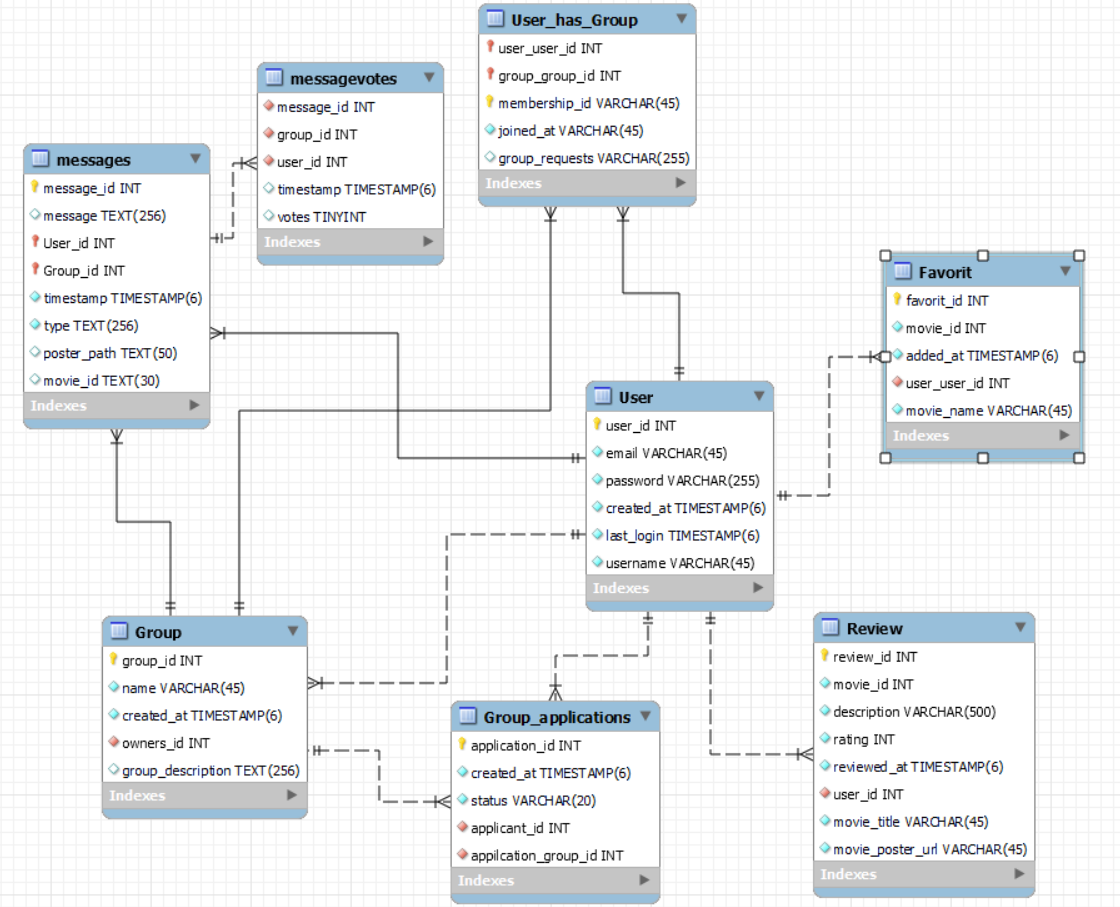 User_has_Group
user_user_id INT
group_group_id INT
membership_id VARCHAR(45)
joined_at VARCHAR(45)
group_requests VARCHAR(255)
Indexes
messagevotes
message_id INT
group_id INT
user_id INT
timestamp TIMESTAMP(6)
votes TINYINT
Indexes
messages
message_id INT
message TEXT(256)
User_id INT
Group_id INT
timestamp TIMESTAMP(6)
type TEXT(256)
poster_path TEXT(50)
movie_id TEXT(30)
Indexes
Favorit
favorit_id INT
movie_id INT
added_at TIMESTAMP(6)
user_user_id INT
movie_name VARCHAR(45)
Indexes
User
user_id INT
email VARCHAR(45)
password VARCHAR(255)
created_at TIMESTAMP(6)
last_login TIMESTAMP(6)
username VARCHAR(45)
Indexes
Group
group_id INT
name VARCHAR(45)
created_at TIMESTAMP(6)
owners_id INT
group_description TEXT(256)
Indexes
Group_applications
application_id INT
created_at TIMESTAMP(6)
status VARCHAR(20)
applicant_id INT
appilcation_group_id INT
Indexes
Review
review_id INT
movie_id INT
description VARCHAR(500)
rating INT
reviewed_at TIMESTAMP(6)
user_id INT
movie_title VARCHAR(45)
movie_poster_url VARCHAR(45)
Indexes